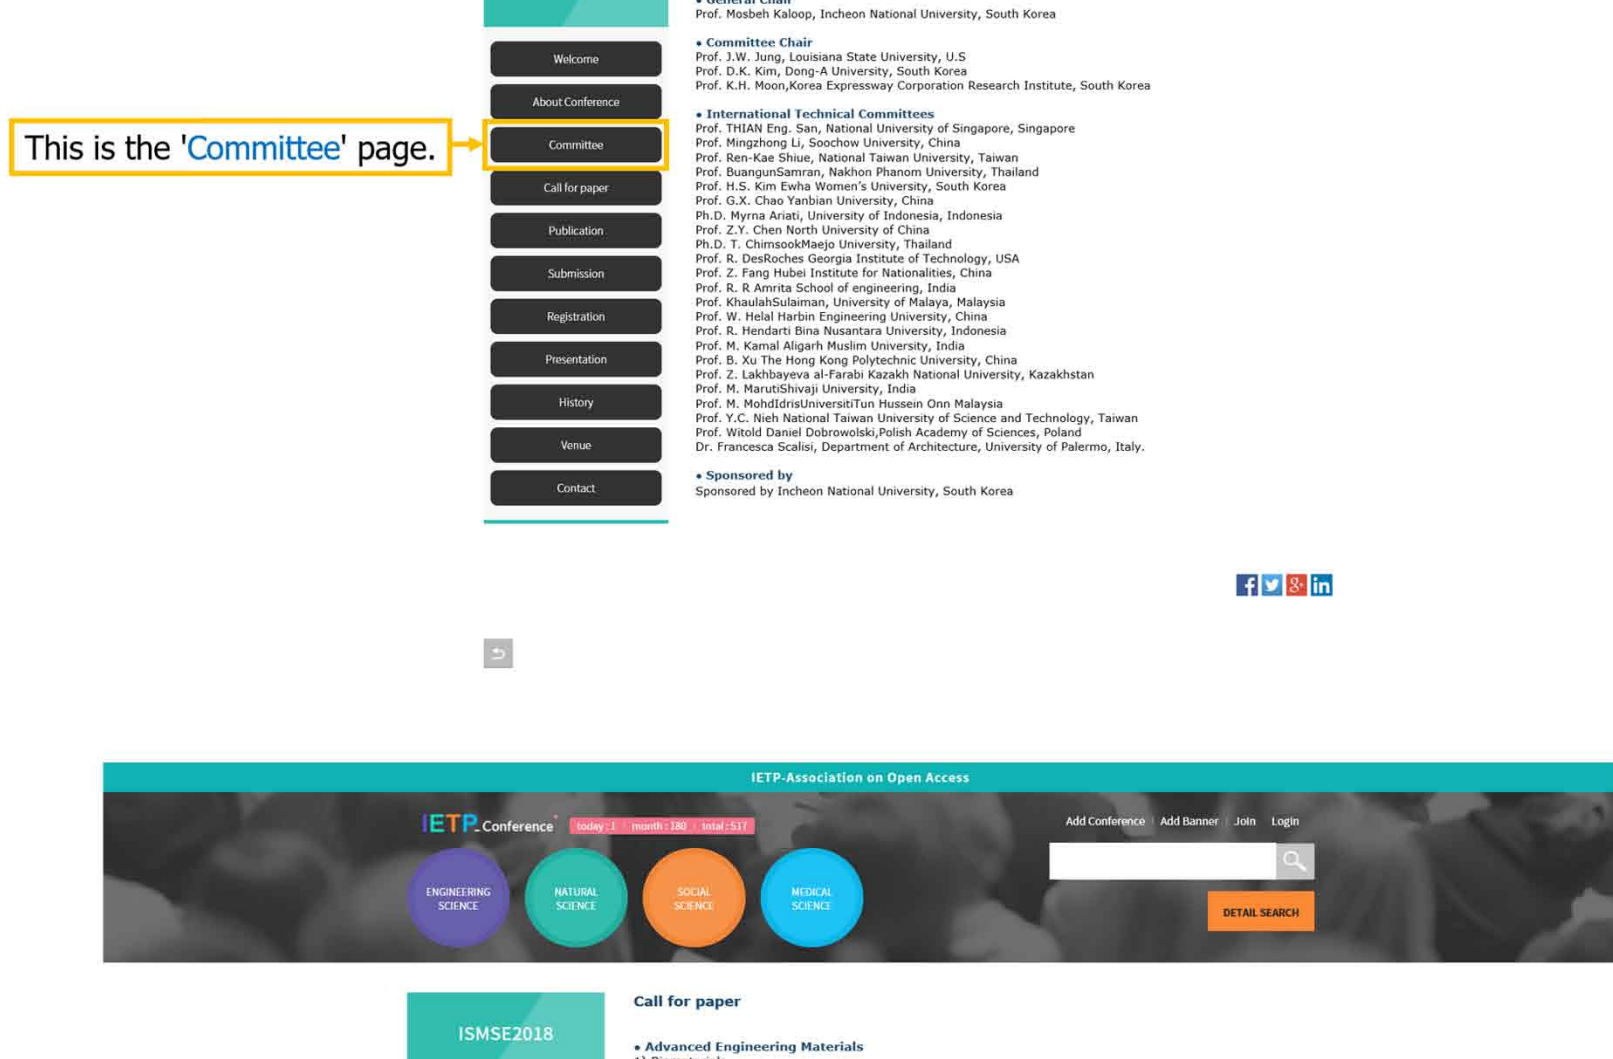 • General Chair
Prof. Mosbeh Kaloop, Incheon National University, South Korea
• Committee Chair
Prof. J.W. Jung, Louisiana State University, U.S
Prof. D.K. Kim, Dong-A University, South Korea
Prof. K.H. Moon,Korea Expressway Corporation Research Institute, South Korea
• International Technical Committees
Prof. THIAN Eng. San, National University of Singapore, Singapore
Prof. Mingzhong Li, Soochow University, China
Prof. Ren-Kae Shiue, National Taiwan University, Taiwan
Prof. BuangunSamran, Nakhon Phanom University, Thailand
Prof. H.S. Kim Ewha Women's University, South Korea
Prof. G.X. Chao Yanbian University, China
Ph.D. Myrna Ariati, University of Indonesia, Indonesia
Prof. Z.Y. Chen North University of China
Ph.D. T. ChimsookMaejo University, Thailand
Prof. R. DesRoches Georgia Institute of Technology, USA
Prof. Z. Fang Hubei Institute for Nationalities, China
Prof. R. R Amrita School of engineering, India
Prof. KhaulahSulaiman, University of Malaya, Malaysia
Prof. W. Helal Harbin Engineering University, China
Prof. R. Hendarti Bina Nusantara University, Indonesia
Prof. M. Kamal Aligarh Muslim University, India
Prof. B. Xu The Hong Kong Polytechnic University, China
Prof. Z. Lakhbayeva al-Farabi Kazakh National University, Kazakhstan
Prof. M. MarutiShivaji University, India
Prof. M. MohdIdrisUniversitiTun Hussein Onn Malaysia
Prof. Y.C. Nieh National Taiwan University of Science and Technology, Taiwan
Prof. Witold Daniel Dobrowolski,Polish Academy of Sciences, Poland
Dr. Francesca Scalisi, Department of Architecture, University of Palermo, Italy.
• Sponsored by
Sponsored by Incheon National University, South Korea
Welcome
About Conference
Committee
Call for paper
Publication
Submission
Registration
Presentation
History
Venue
Contact
This is the 'Committee' page.
IETP-Association on Open Access
IETP-Conference
today : 1 month : 180 total : 517
Add Conference Add Banner Join Login
ENGINEERING
SCIENCE
NATURAL
SCIENCE
SOCIAL
SCIENCE
MEDICAL
SCIENCE
DETAIL SEARCH
ISMSE2018
Call for paper
• Advanced Engineering Materials